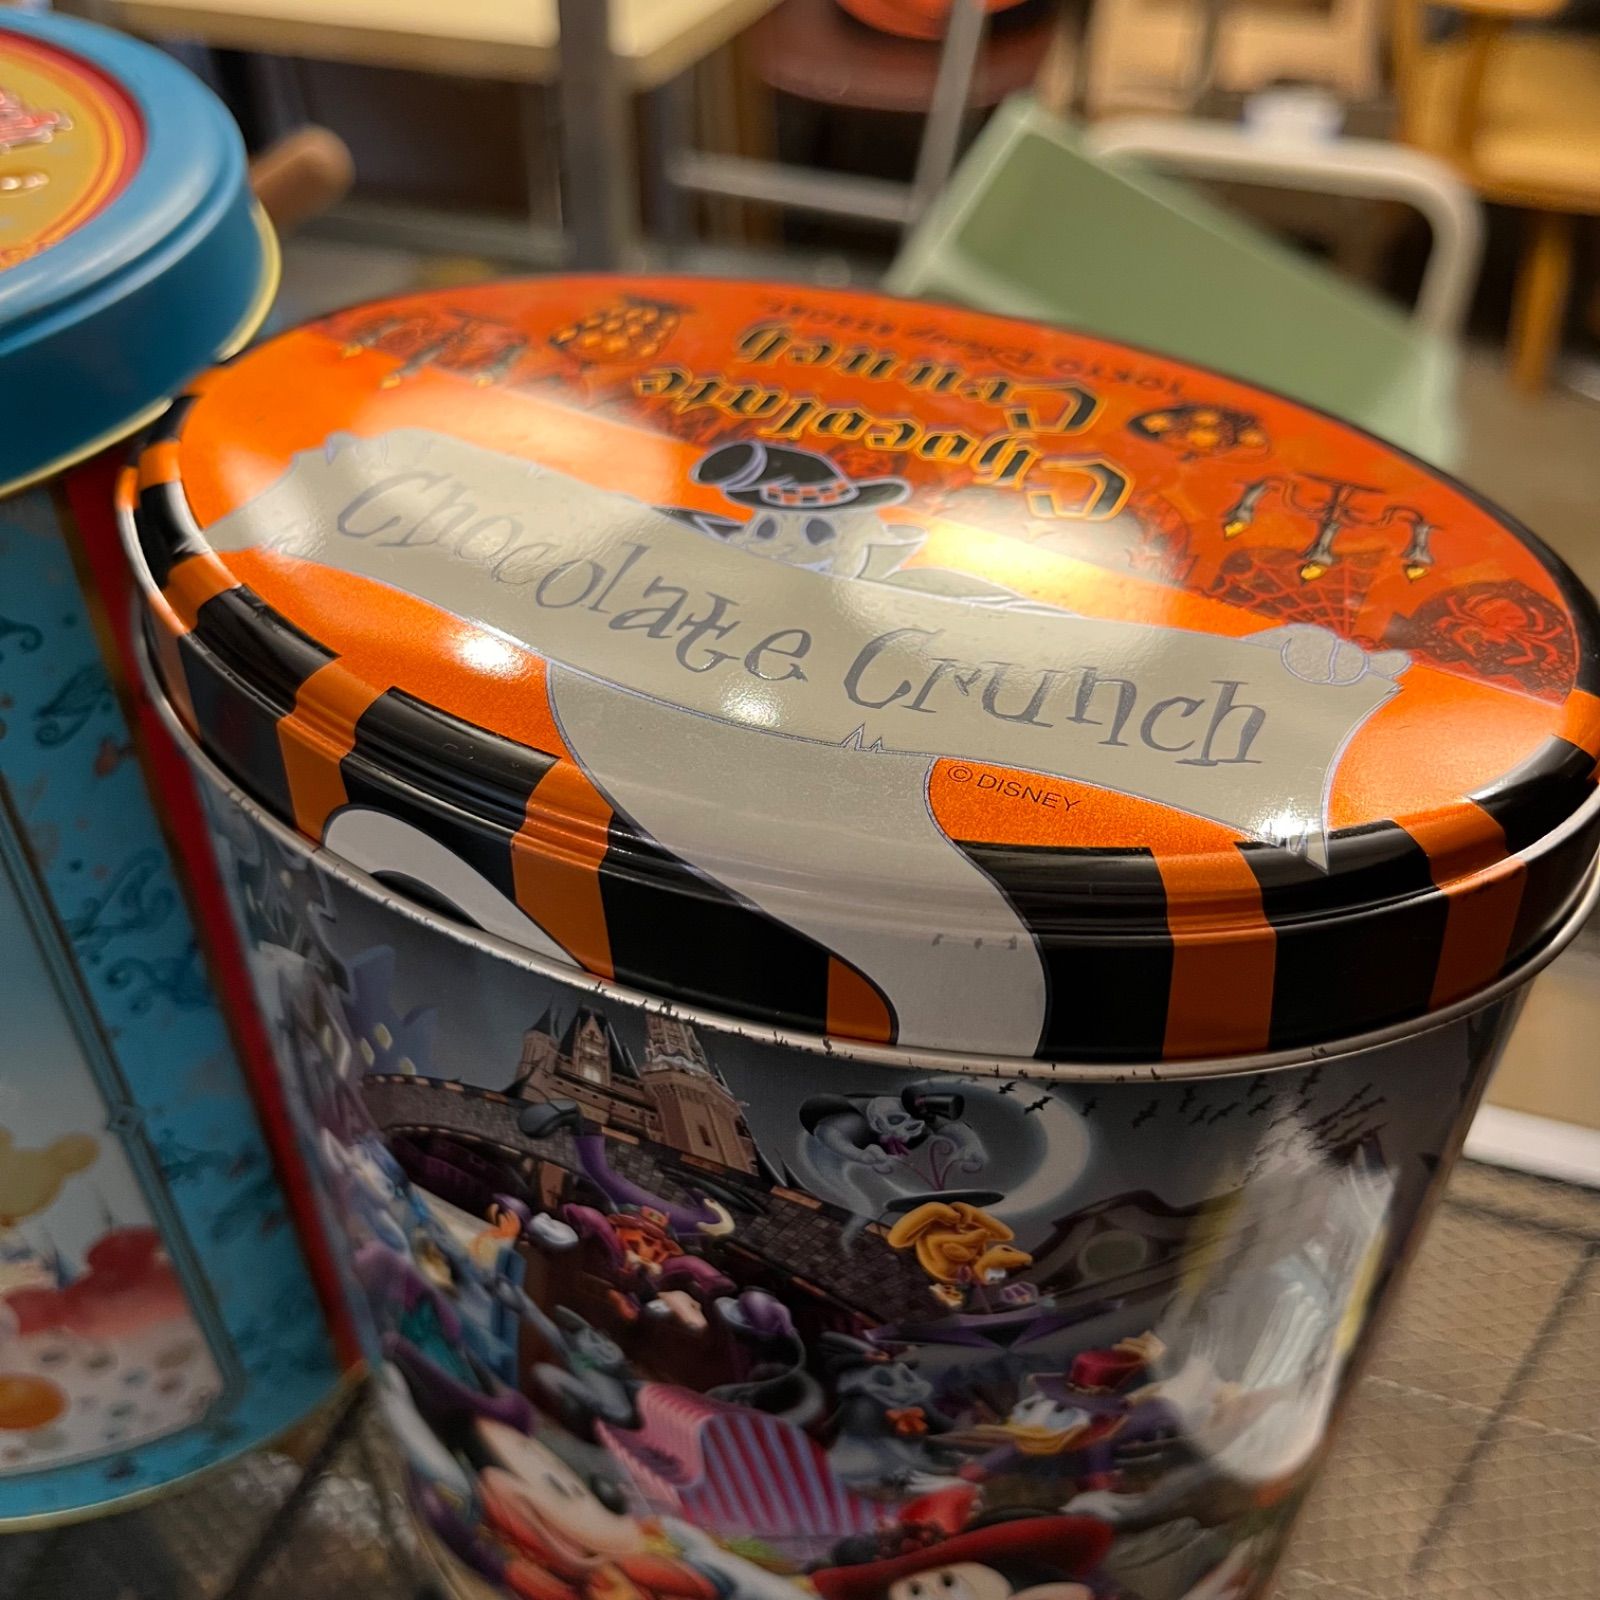 TOKYO Disney RESORT
Chocolate
Crunch
Chocolate Crunch
© DISNEY